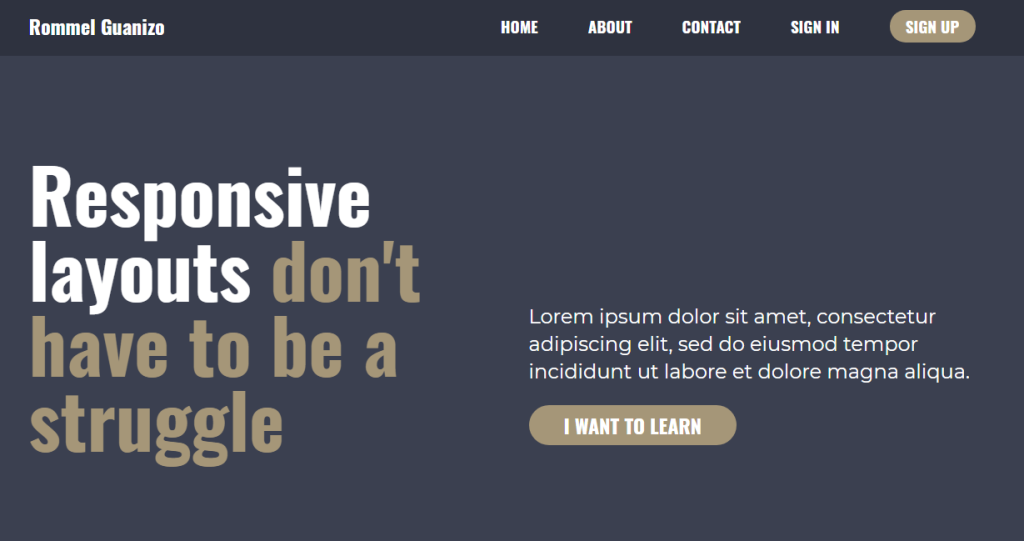 Rommel Guanizo
HOME ABOUT CONTACT SIGN IN SIGN UP
Responsive
layouts don't
have to be a
struggle
Lorem ipsum dolor sit amet, consectetur
adipiscing elit, sed do eiusmod tempor
incididunt ut labore et dolore magna aliqua.
I WANT TO LEARN